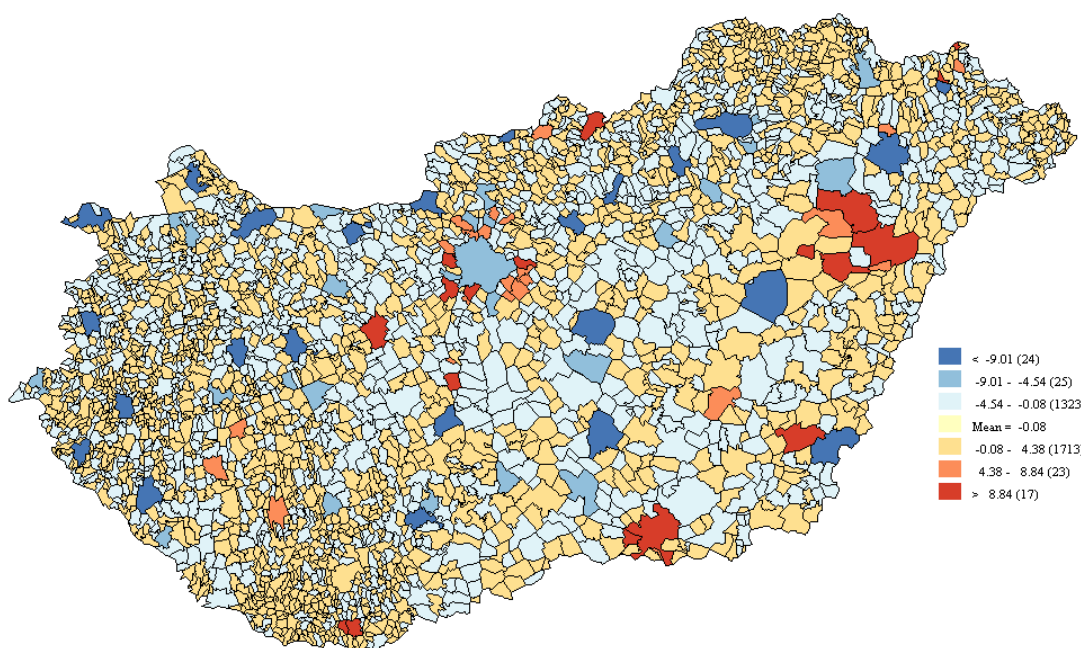 < -9.01 (24)
-9.01 - -4.54 (25)
-4.54 - -0.08 (1323
Mean = -0.08
-0.08 - 4.38 (1713)
4.38 - 8.84 (23)
> 8.84 (17)